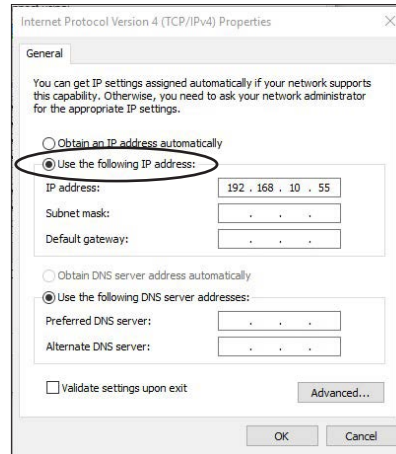 Internet Protocol Version 4 (TCP/IPv4) Properties
General
You can get IP settings assigned automatically if your network supports
this capability. Otherwise, you need to ask your network administrator
for the appropriate IP settings.
Obtain an IP address automatically
Use the following IP address:
IP address: 192 . 168 . 10 . 55
Subnet mask: . . .
Default gateway: . . .
Obtain DNS server address automatically
Use the following DNS server addresses:
Preferred DNS server: . . .
Alternate DNS server: . . .
Validate settings upon exit
Advanced...
OK Cancel